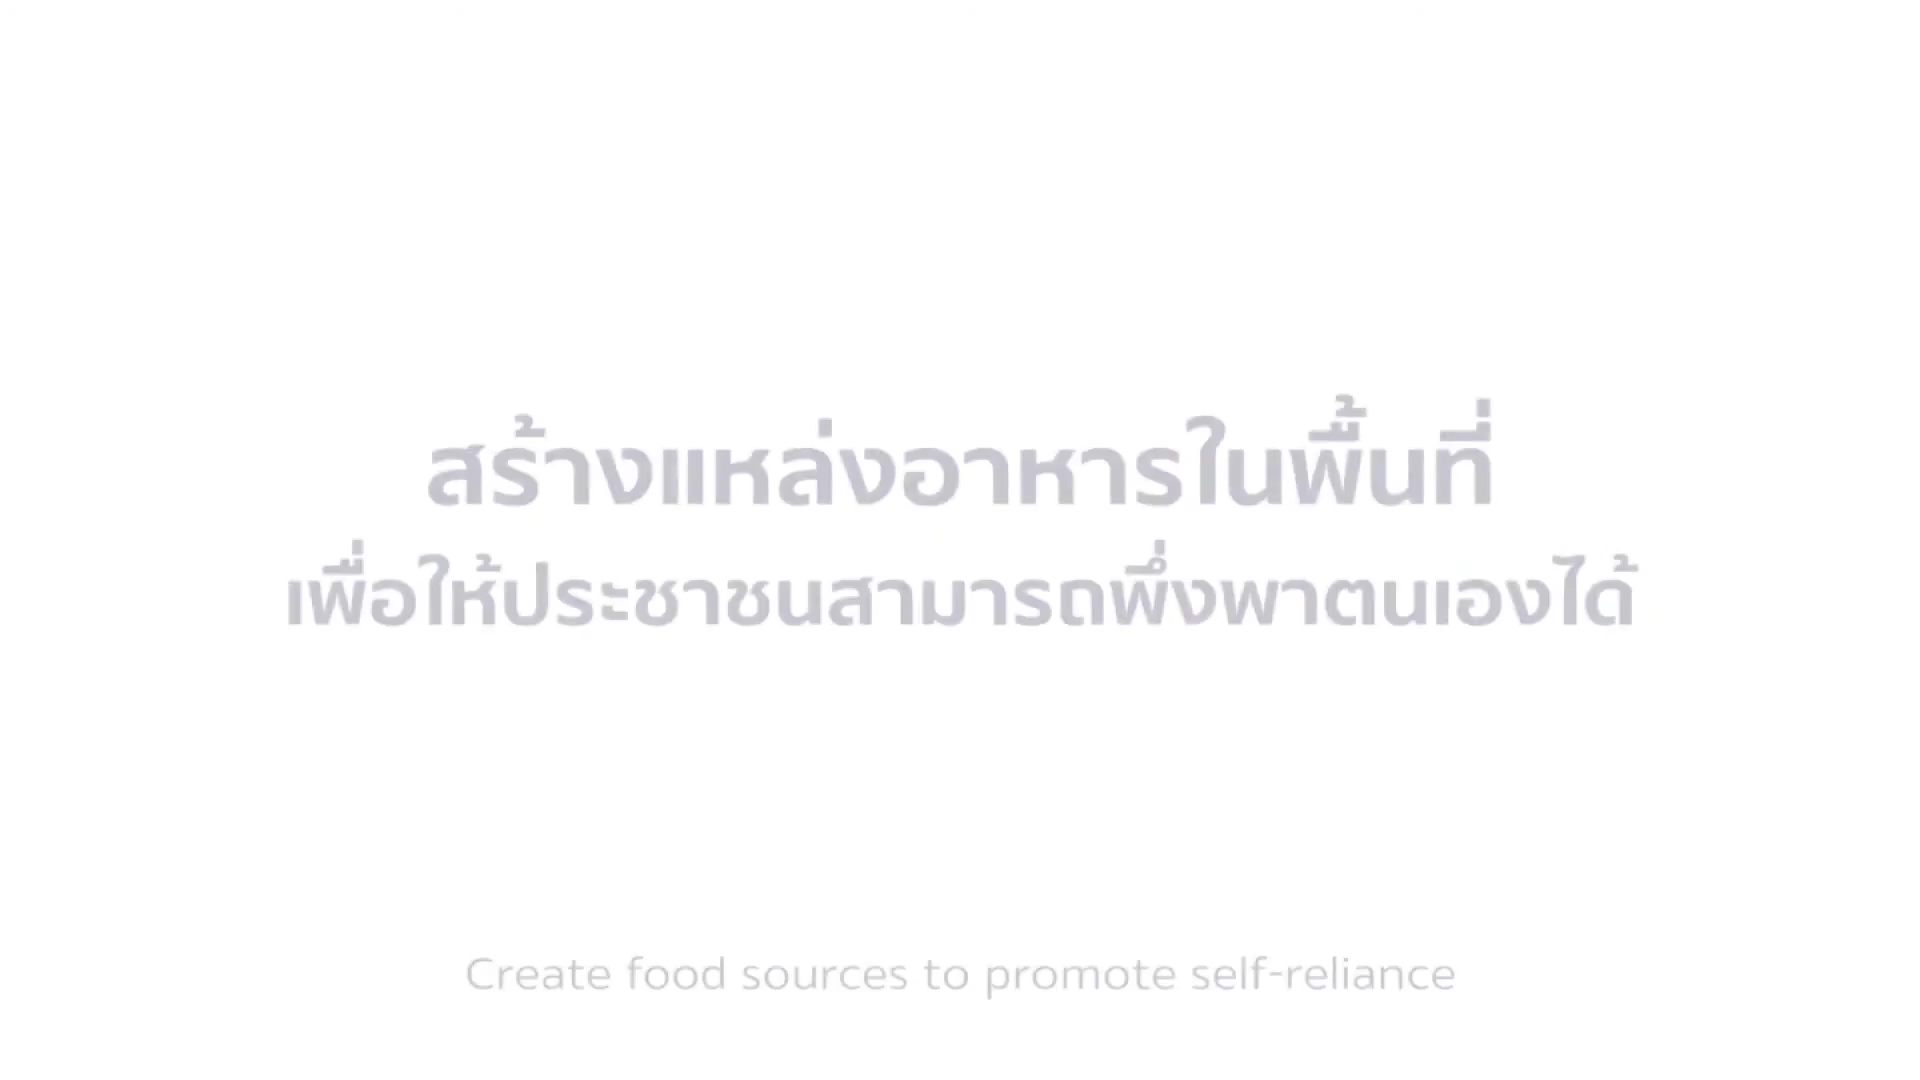 สร้างแหล่งอาหารในพื้นที่
เพื่อให้ประชาชนสามารถพึ่งพาตนเองได้
Create food sources to promote self-reliance